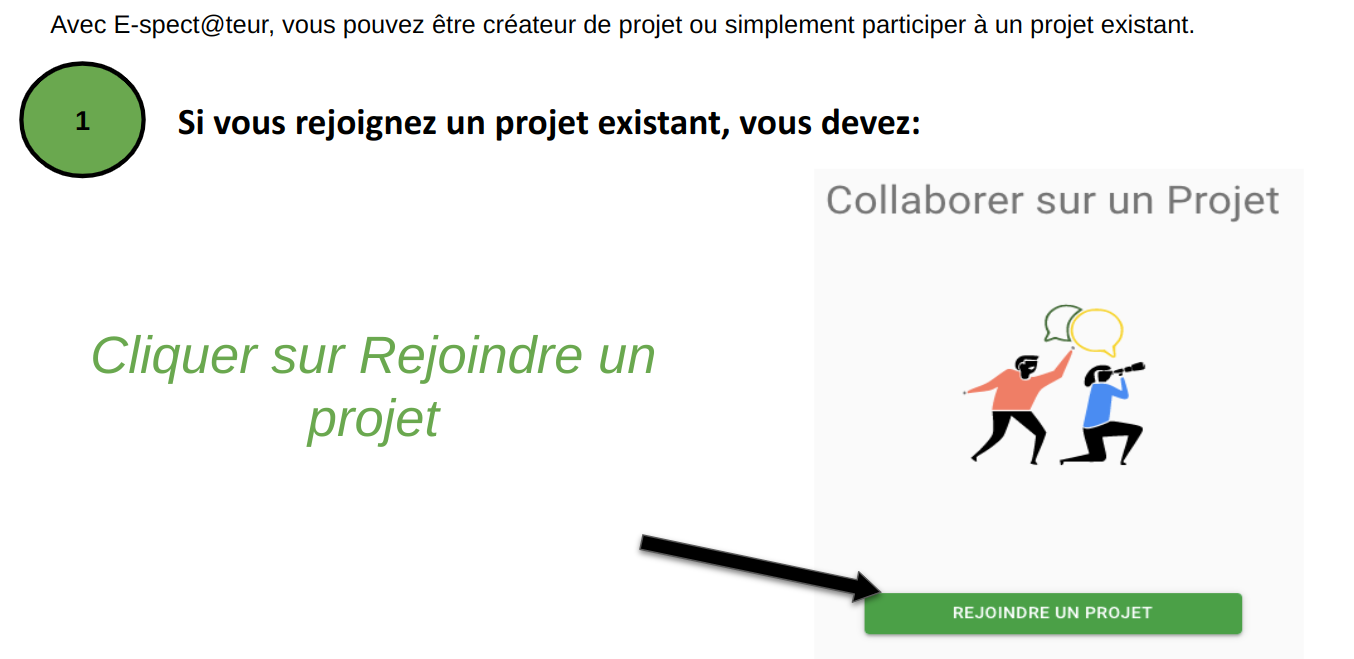 Avec E-spect@teur, vous pouvez être créateur de projet ou simplement participer à un projet existant.
1
Si vous rejoignez un projet existant, vous devez:
Collaborer sur un Projet
Cliquer sur Rejoindre un
projet
REJOINDRE UN PROJET